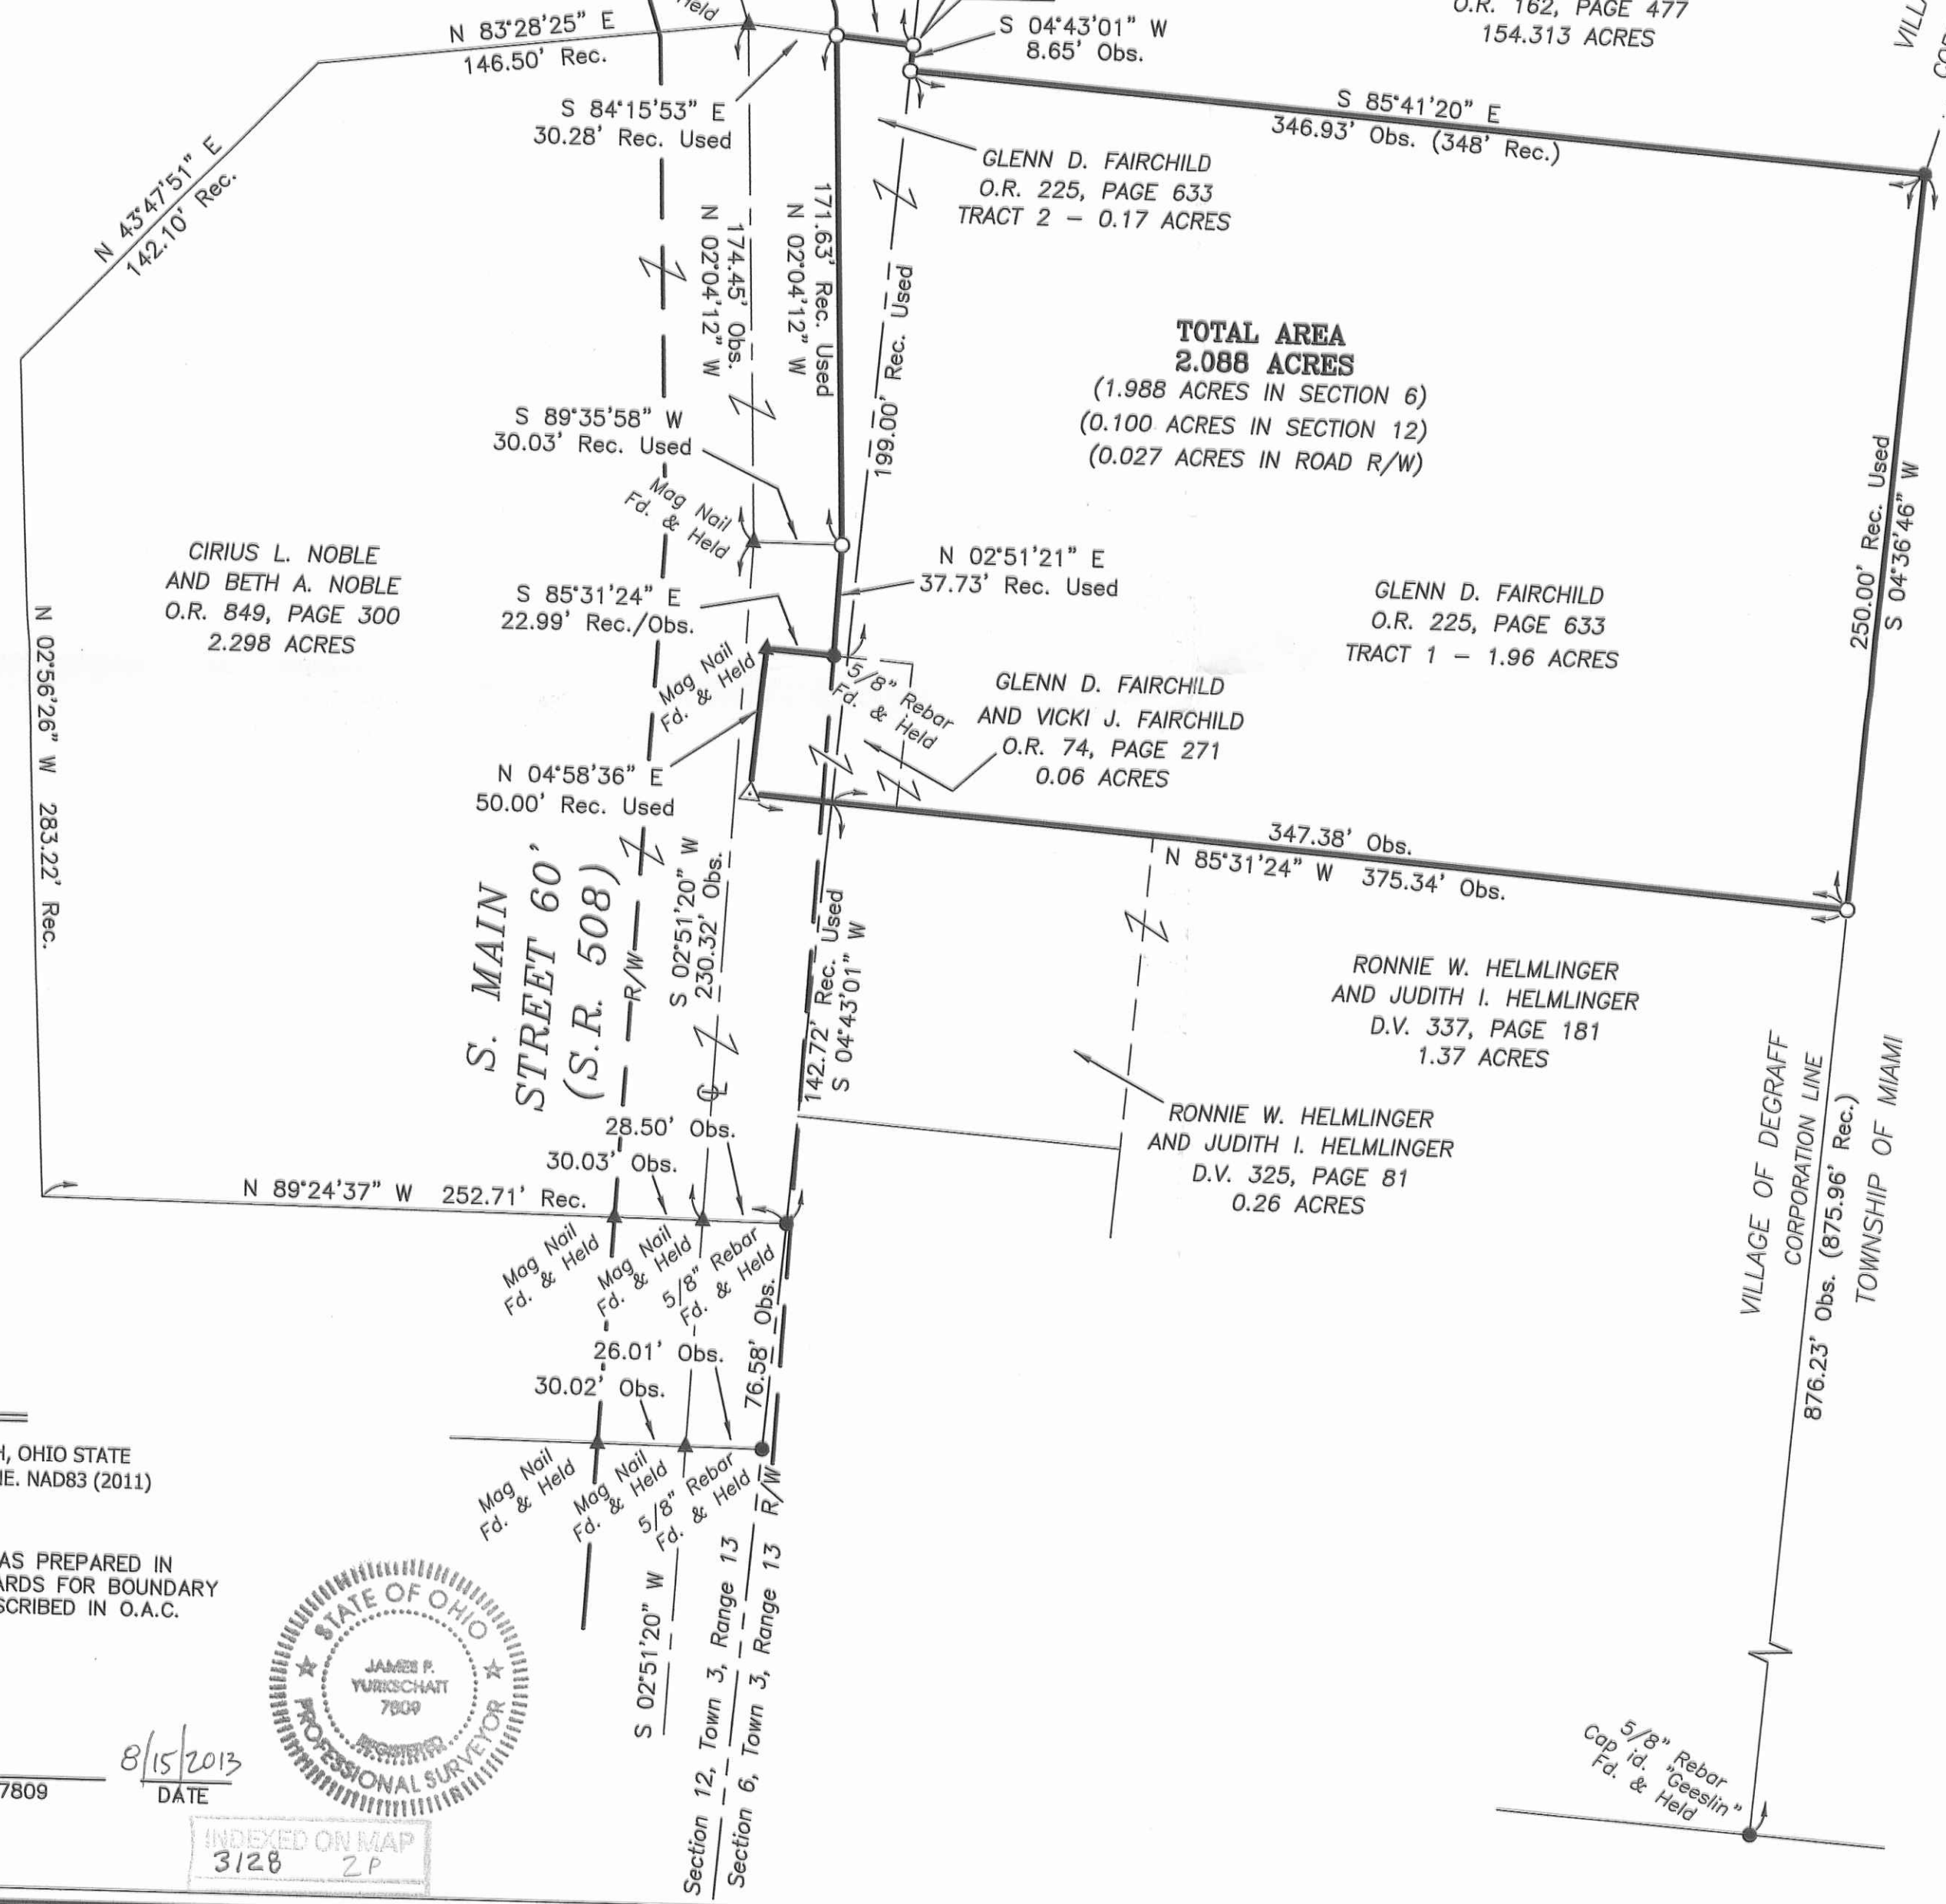 Held
N 83°28'25" E
146.50' Rec.
S 04°43'01" W
8.65' Obs.
O.R. 162, PAGE 477
154.313 ACRES
S 84°15'53" E
30.28' Rec. Used
S 85°41'20" E
346.93' Obs. (348' Rec.)
N 43°47'51" E
142.10' Rec.
GLENN D. FAIRCHILD
O.R. 225, PAGE 633
TRACT 2 – 0.17 ACRES
174.45' Obs.
N 02°04'12" W
171.63' Rec. Used
N 02°04'12" W
199.00' Rec. Used
TOTAL AREA
2.088 ACRES
(1.988 ACRES IN SECTION 6)
(0.100 ACRES IN SECTION 12)
(0.027 ACRES IN ROAD R/W)
S 89°35'58" W
30.03' Rec. Used
Mag Nail
Fd. & Held
250.00' Rec. Used
S 04°36'46" W
CIRIUS L. NOBLE
AND BETH A. NOBLE
O.R. 849, PAGE 300
2.298 ACRES
N 02°51'21" E
37.73' Rec. Used
S 85°31'24" E
22.99' Rec./Obs.
GLENN D. FAIRCHILD
O.R. 225, PAGE 633
TRACT 1 – 1.96 ACRES
N 02°56'26" W 283.22' Rec.
Mag Nail
Fd. & Held
5/8" Rebar
Fd. & Held
GLENN D. FAIRCHILD
AND VICKI J. FAIRCHILD
O.R. 74, PAGE 271
0.06 ACRES
N 04°58'36" E
50.00' Rec. Used
347.38' Obs.
N 85°31'24" W 375.34' Obs.
S. MAIN
STREET 60'
(S.R. 508)
R/W
S 02°51'20" W
230.32' Obs.
142.72' Rec. Used
S 04°43'01" W
RONNIE W. HELMLINGER
AND JUDITH I. HELMLINGER
D.V. 337, PAGE 181
1.37 ACRES
RONNIE W. HELMLINGER
AND JUDITH I. HELMLINGER
D.V. 325, PAGE 81
0.26 ACRES
VILLAGE OF DEGRAFF
CORPORATION LINE
876.23' Obs. (875.96' Rec.)
TOWNSHIP OF MIAMI
28.50' Obs.
30.03' Obs.
N 89°24'37" W 252.71' Rec.
Mag Nail
Fd. & Held
Mag Nail
Fd. & Held
5/8" Rebar
Fd. & Held
76.58' Obs.
26.01' Obs.
30.02' Obs.
Mag Nail
Fd. & Held
Mag Nail
Fd. & Held
5/8" Rebar
Fd. & Held
R/W
S 02°51'20" W
Section 12, Town 3, Range 13
Section 6, Town 3, Range 13
H, OHIO STATE
NE. NAD83 (2011)
AS PREPARED IN
ARDS FOR BOUNDARY
SCRIBED IN O.A.C.
STATE OF OHIO
JAMES P.
YURKSCHATT
7809
REGISTERED
PROFESSIONAL SURVEYOR
8/15/2013
7809
DATE
INDEXED ON MAP
3128 2P
5/8" Rebar
Cap id. "Geeslin"
Fd. & Held